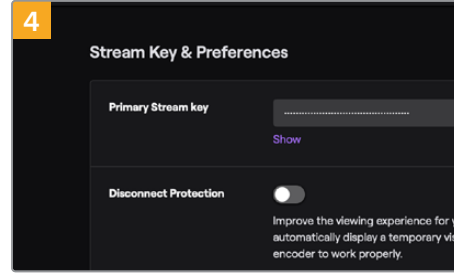 4
Stream Key & Preferences
Primary Stream key
Show
Disconnect Protection
Improve the viewing experience for
automatically display a temporary
encoder to work properly.